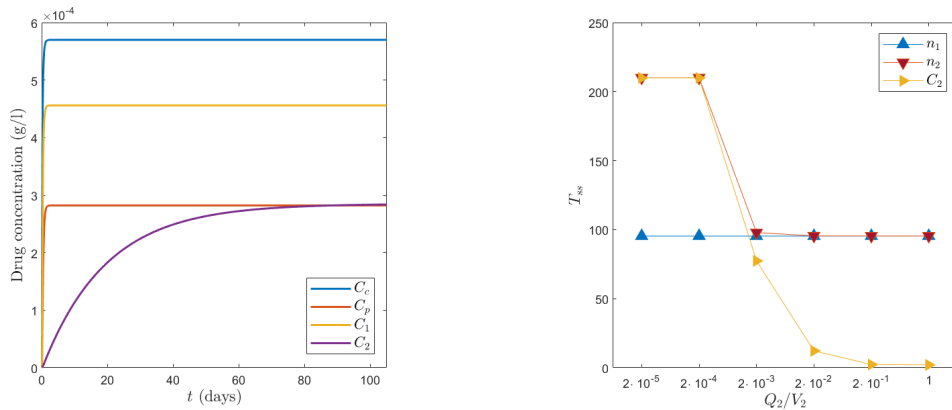 ×10⁻⁴
6
5
4
3
2
1
0
Drug concentration (g/l)
0 20 40 60 80 100
t (days)
C_c
C_p
C_1
C_2
250
200
150
100
50
0
T_ss
2· 10⁻⁵ 2· 10⁻⁴ 2· 10⁻³ 2· 10⁻² 2· 10⁻¹ 1
Q_2/V_2
n_1
n_2
C_2